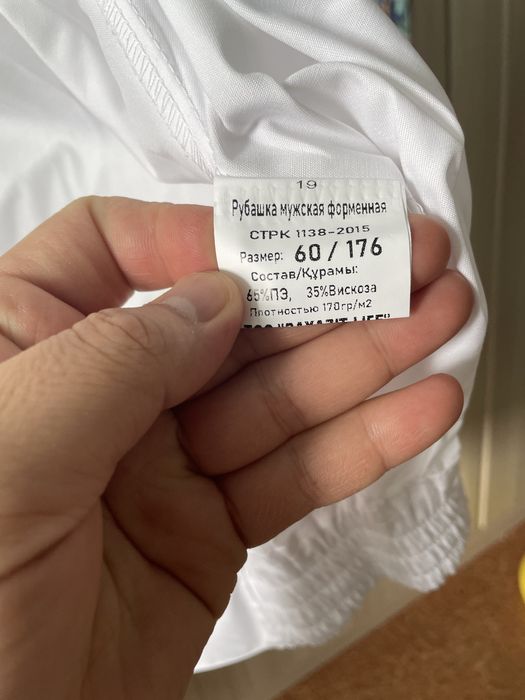 19
Рубашка мужская форменная
СТРК 1138-2015
Размер: 60 / 176
Состав/Құрамы:
65%ПЭ, 35%Вискоза
Плотностью 170гр/м2